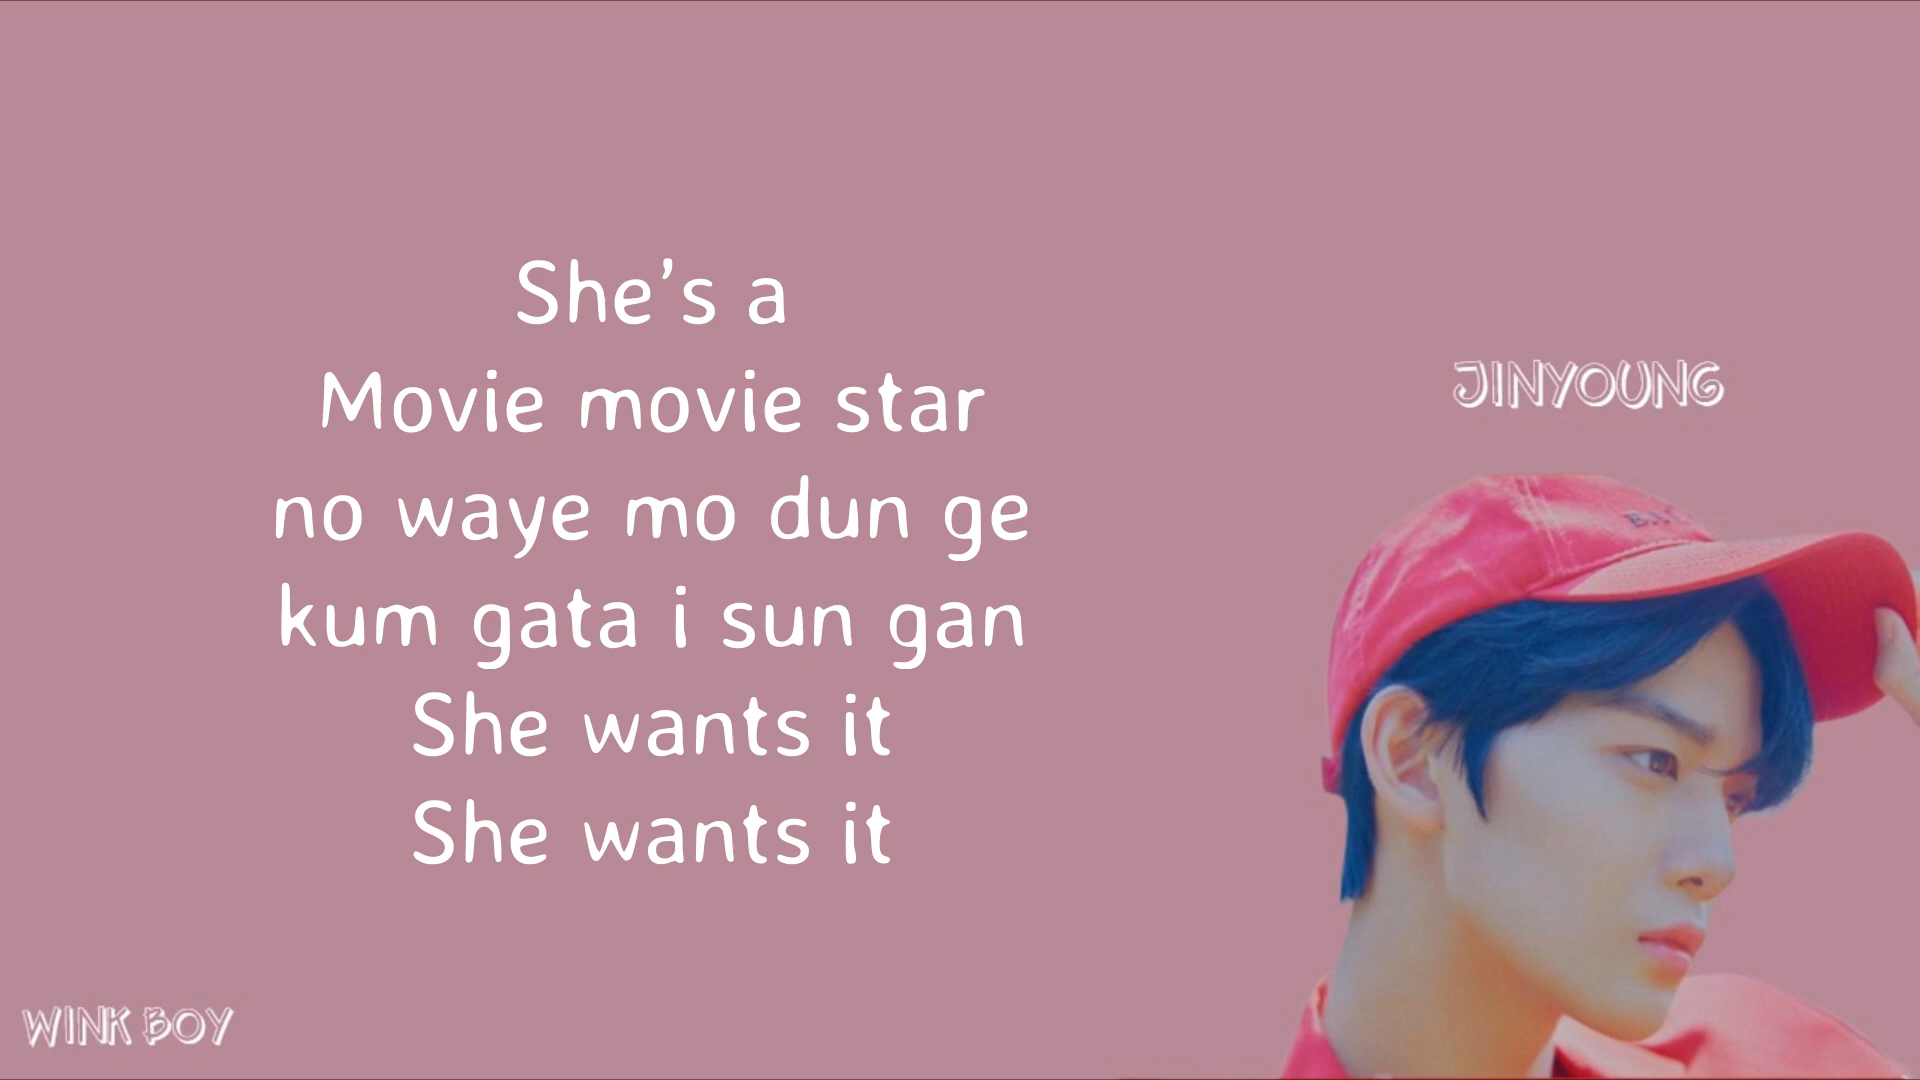 She's a
Movie movie star
no waye mo dun ge
kum gata i sun gan
She wants it
She wants it
JINYOUNG
WINK BOY